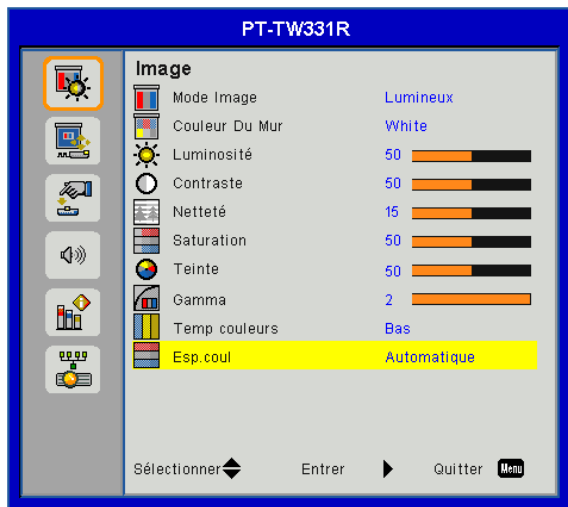 PT-TW331R
Image
Mode Image Lumineux
Couleur Du Mur White
Luminosité 50
Contraste 50
Netteté 15
Saturation 50
Teinte 50
Gamma 2
Temp couleurs Bas
Esp.coul Automatique
Sélectionner Entrer Quitter Menu